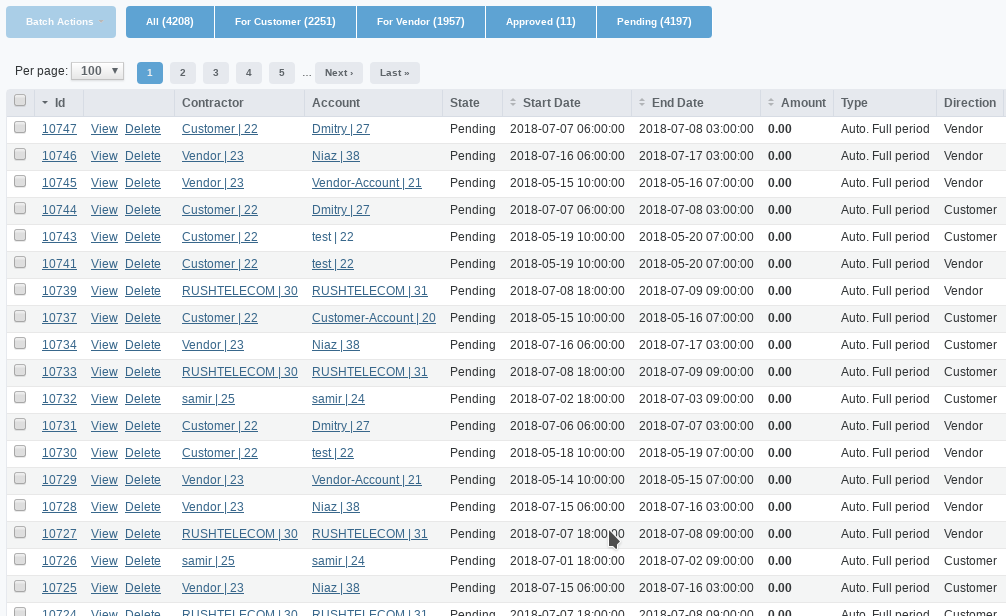 Batch Actions All (4208) For Customer (2251) For Vendor (1957) Approved (11) Pending (4197)
Per page: 100 1 2 3 4 5 ... Next › Last »
Id Contractor Account State Start Date End Date Amount Type Direction
10747 View Delete Customer | 22 Dmitry | 27 Pending 2018-07-07 06:00:00 2018-07-08 03:00:00 0.00 Auto. Full period Vendor
10746 View Delete Vendor | 23 Niaz | 38 Pending 2018-07-16 06:00:00 2018-07-17 03:00:00 0.00 Auto. Full period Vendor
10745 View Delete Vendor | 23 Vendor-Account | 21 Pending 2018-05-15 10:00:00 2018-05-16 07:00:00 0.00 Auto. Full period Vendor
10744 View Delete Customer | 22 Dmitry | 27 Pending 2018-07-07 06:00:00 2018-07-08 03:00:00 0.00 Auto. Full period Customer
10743 View Delete Customer | 22 test | 22 Pending 2018-05-19 10:00:00 2018-05-20 07:00:00 0.00 Auto. Full period Customer
10741 View Delete Customer | 22 test | 22 Pending 2018-05-19 10:00:00 2018-05-20 07:00:00 0.00 Auto. Full period Vendor
10739 View Delete RUSHTELECOM | 30 RUSHTELECOM | 31 Pending 2018-07-08 18:00:00 2018-07-09 09:00:00 0.00 Auto. Full period Vendor
10737 View Delete Customer | 22 Customer-Account | 20 Pending 2018-05-15 10:00:00 2018-05-16 07:00:00 0.00 Auto. Full period Customer
10734 View Delete Vendor | 23 Niaz | 38 Pending 2018-07-16 06:00:00 2018-07-17 03:00:00 0.00 Auto. Full period Customer
10733 View Delete RUSHTELECOM | 30 RUSHTELECOM | 31 Pending 2018-07-08 18:00:00 2018-07-09 09:00:00 0.00 Auto. Full period Customer
10732 View Delete samir | 25 samir | 24 Pending 2018-07-02 18:00:00 2018-07-03 09:00:00 0.00 Auto. Full period Customer
10731 View Delete Customer | 22 Dmitry | 27 Pending 2018-07-06 06:00:00 2018-07-07 03:00:00 0.00 Auto. Full period Vendor
10730 View Delete Customer | 22 test | 22 Pending 2018-05-18 10:00:00 2018-05-19 07:00:00 0.00 Auto. Full period Vendor
10729 View Delete Vendor | 23 Vendor-Account | 21 Pending 2018-05-14 10:00:00 2018-05-15 07:00:00 0.00 Auto. Full period Vendor
10728 View Delete Vendor | 23 Niaz | 38 Pending 2018-07-15 06:00:00 2018-07-16 03:00:00 0.00 Auto. Full period Vendor
10727 View Delete RUSHTELECOM | 30 RUSHTELECOM | 31 Pending 2018-07-07 18:00:00 2018-07-08 09:00:00 0.00 Auto. Full period Vendor
10726 View Delete samir | 25 samir | 24 Pending 2018-07-01 18:00:00 2018-07-02 09:00:00 0.00 Auto. Full period Customer
10725 View Delete Vendor | 23 Niaz | 38 Pending 2018-07-15 06:00:00 2018-07-16 03:00:00 0.00 Auto. Full period Customer
10724 View Delete RUSHTELECOM | 30 RUSHTELECOM | 31 Pending 2018-07-07 18:00:00 2018-07-08 09:00:00 0.00 Auto. Full period Customer